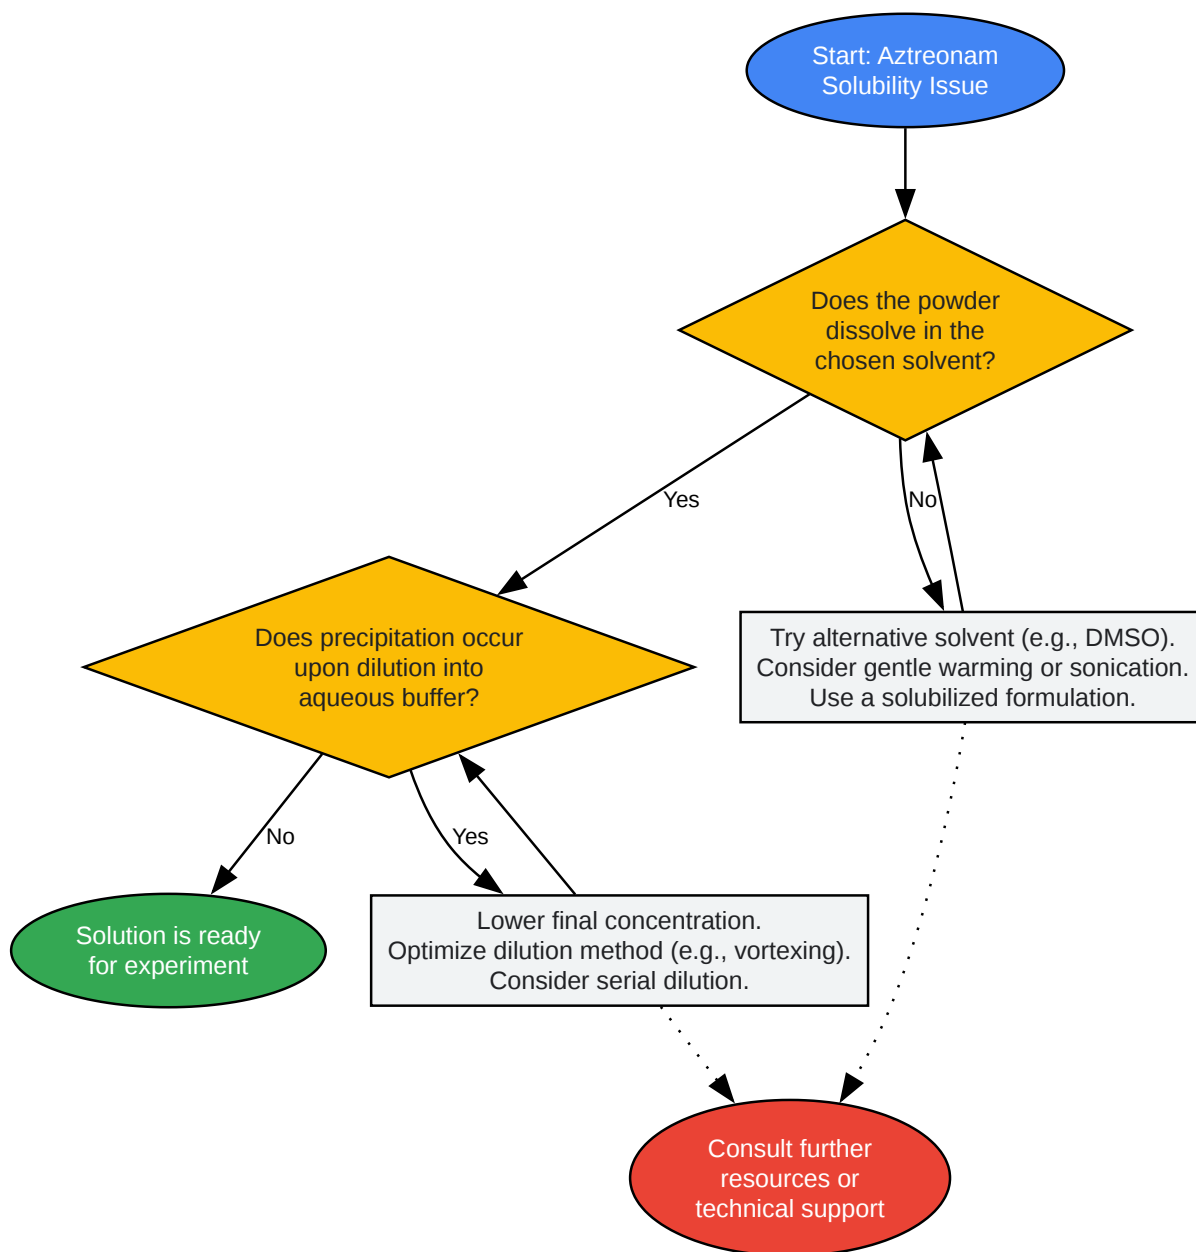 Start: Aztreonam
Solubility Issue
Does the powder
dissolve in the
chosen solvent?
Yes
No
Does precipitation occur
upon dilution into
aqueous buffer?
Try alternative solvent (e.g., DMSO).
Consider gentle warming or sonication.
Use a solubilized formulation.
No
Yes
Solution is ready
for experiment
Lower final concentration.
Optimize dilution method (e.g., vortexing).
Consider serial dilution.
Consult further
resources or
technical support